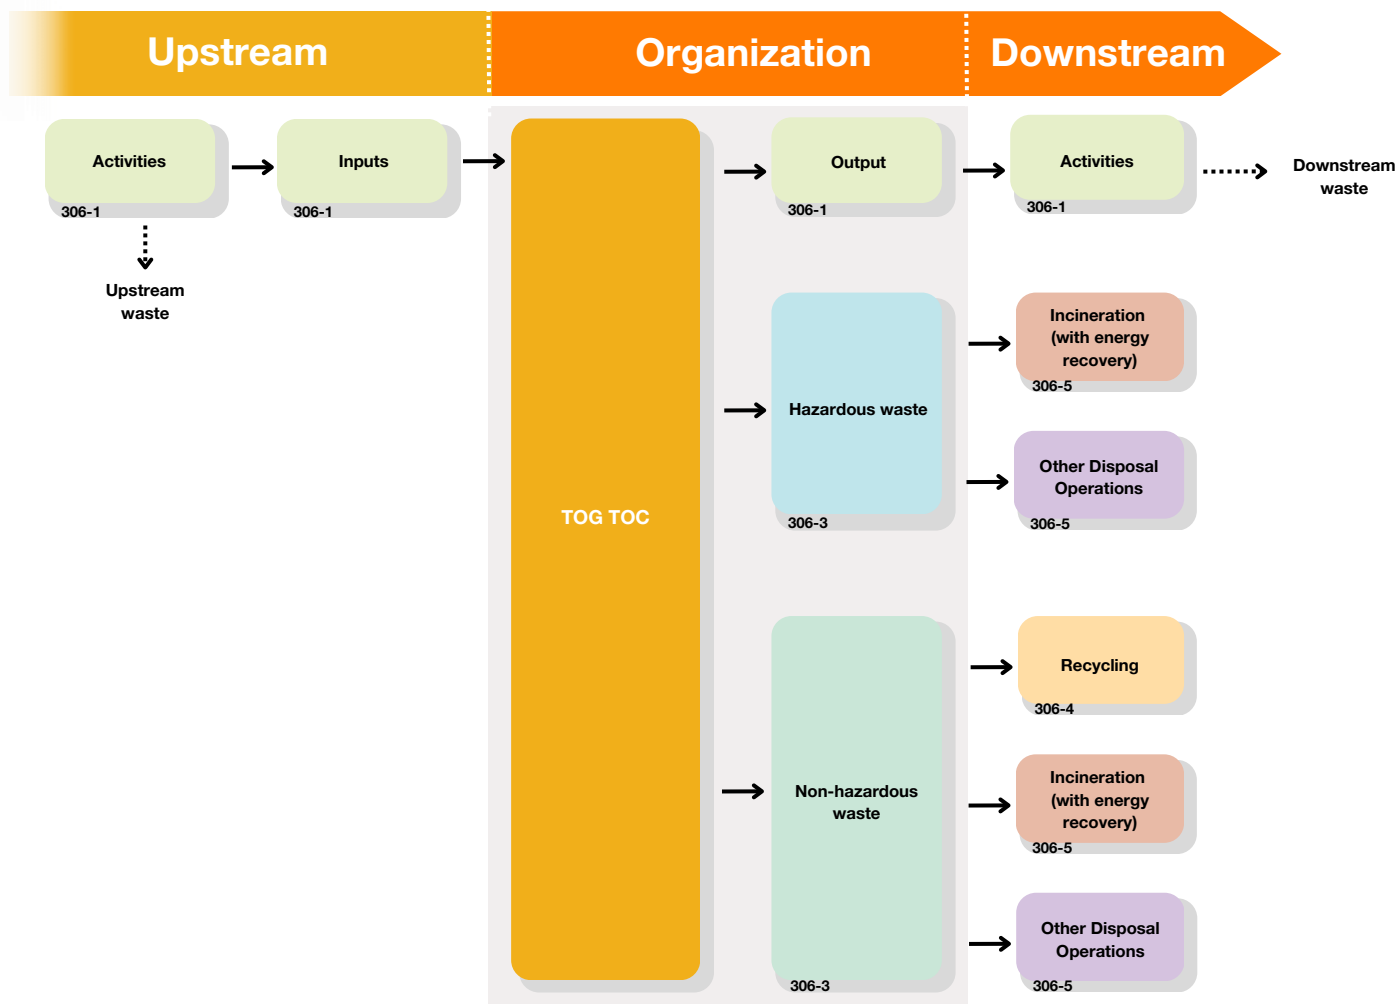 Upstream
Organization
Downstream
Activities
306-1
Inputs
306-1
Output
306-1
Activities
306-1
Downstream
waste
Upstream
waste
TOG TOC
Hazardous waste
306-3
Incineration
(with energy
recovery)
306-5
Other Disposal
Operations
306-5
Non-hazardous
waste
306-3
Recycling
306-4
Incineration
(with energy
recovery)
306-5
Other Disposal
Operations
306-5